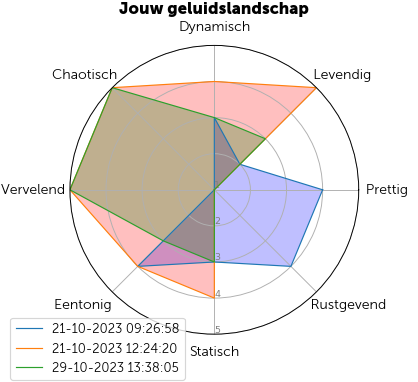 Jouw geluidslandschap
Dynamisch
Chaotisch
Levendig
Vervelend
Prettig
2
3
4
5
Eentonig
Rustgevend
Statisch
21-10-2023 09:26:58
21-10-2023 12:24:20
29-10-2023 13:38:05